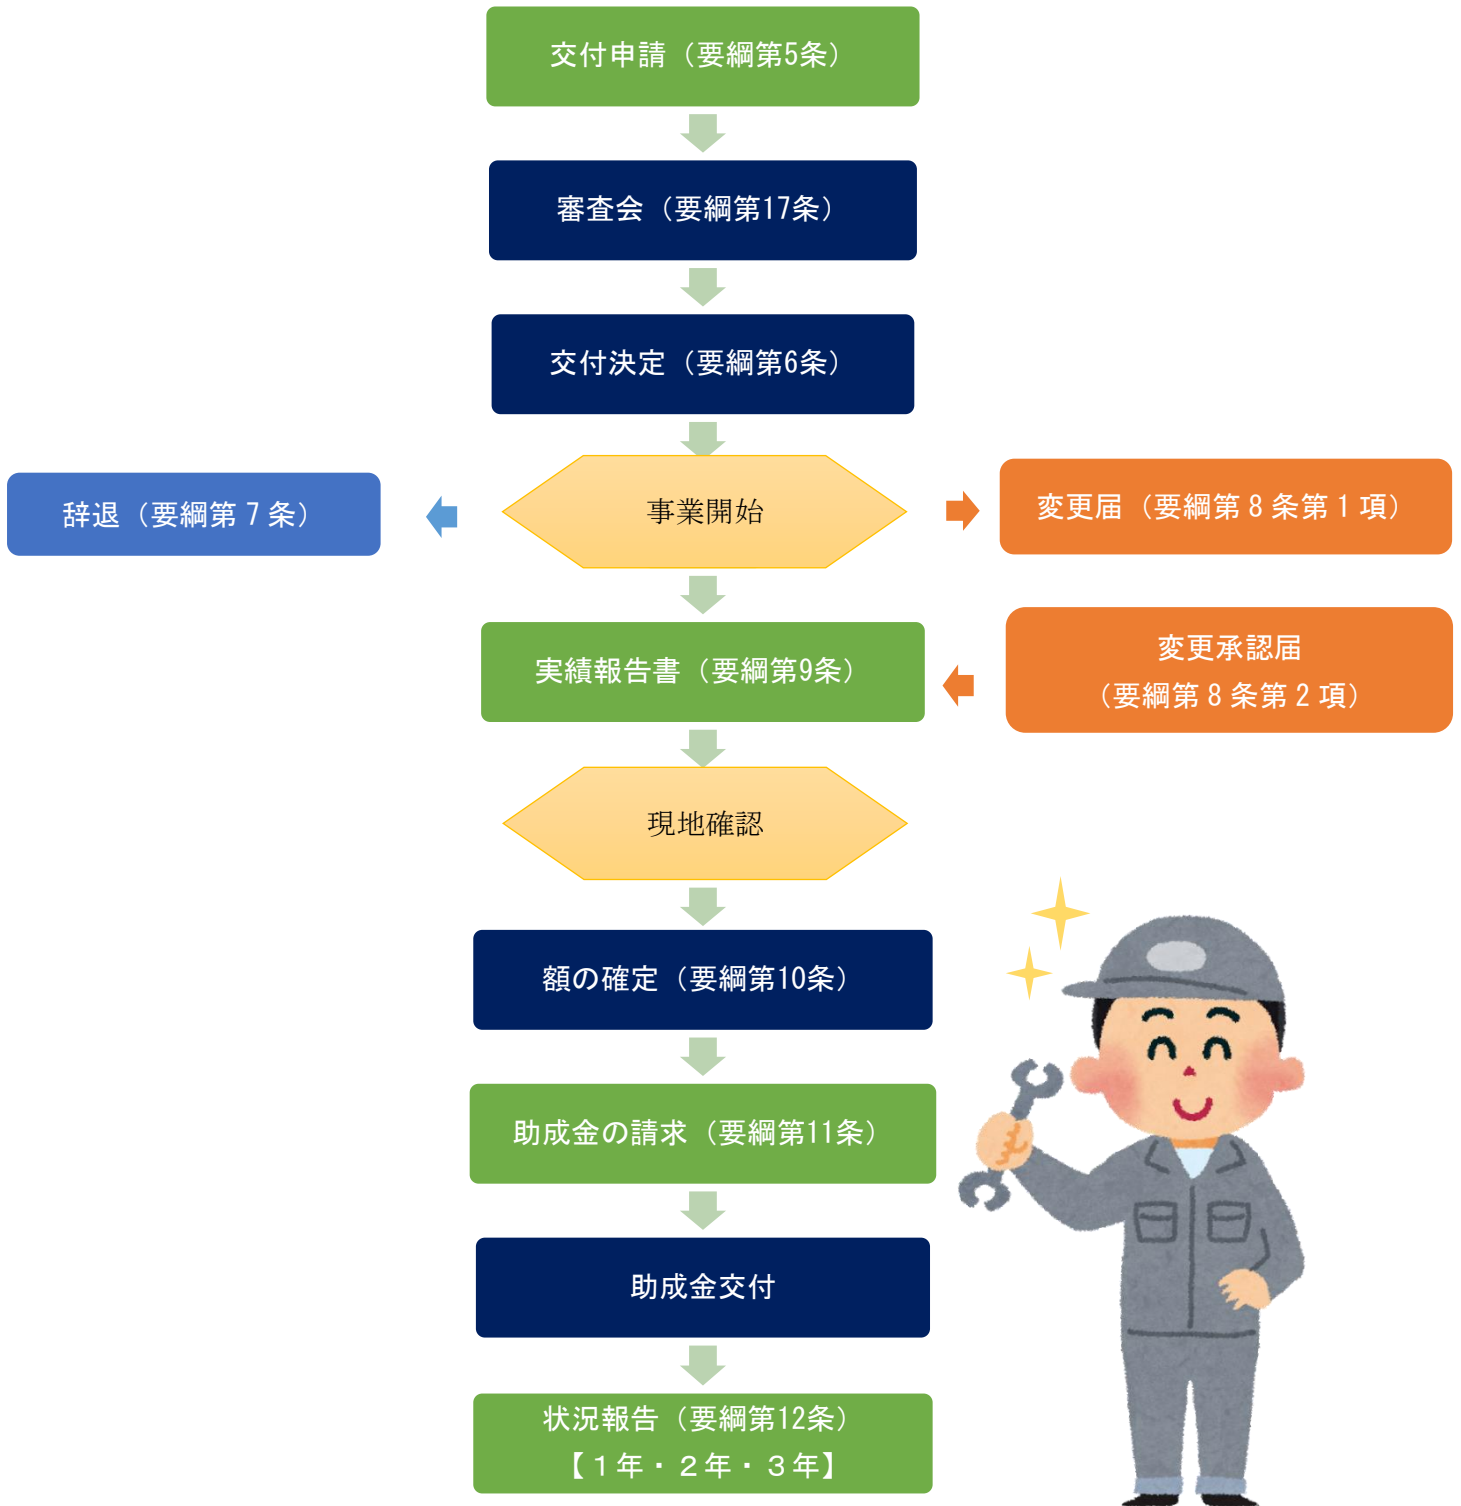 交付申請（要綱第5条）
審査会（要綱第17条）
交付決定（要綱第6条）
辞退（要綱第７条）
事業開始
変更届（要綱第８条第１項）
実績報告書（要綱第9条）
変更承認届
（要綱第８条第２項）
現地確認
額の確定（要綱第10条）
助成金の請求（要綱第11条）
助成金交付
状況報告（要綱第12条）
【１年・２年・３年】